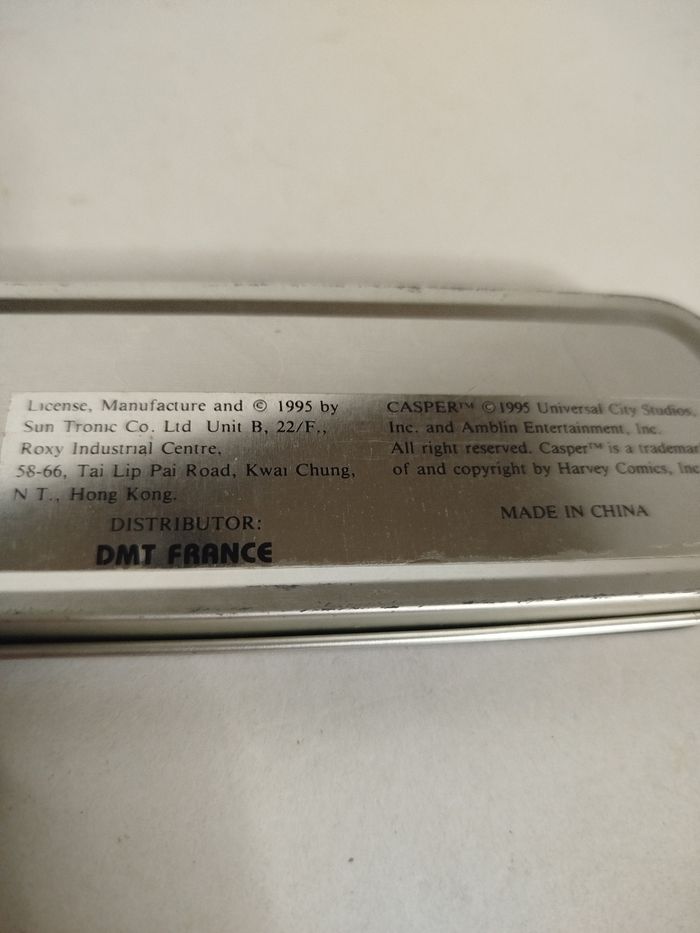 License, Manufacture and © 1995 by
Sun Tronic Co. Ltd Unit B, 22/F.,
Roxy Industrial Centre,
58-66, Tai Lip Pai Road, Kwai Chung,
N T., Hong Kong.
DISTRIBUTOR:
DMT FRANCE
CASPER™ © 1995 Universal City Studios,
Inc. and Amblin Entertainment, Inc.
All right reserved. Casper™ is a trademar
of and copyright by Harvey Comics, Inc
MADE IN CHINA